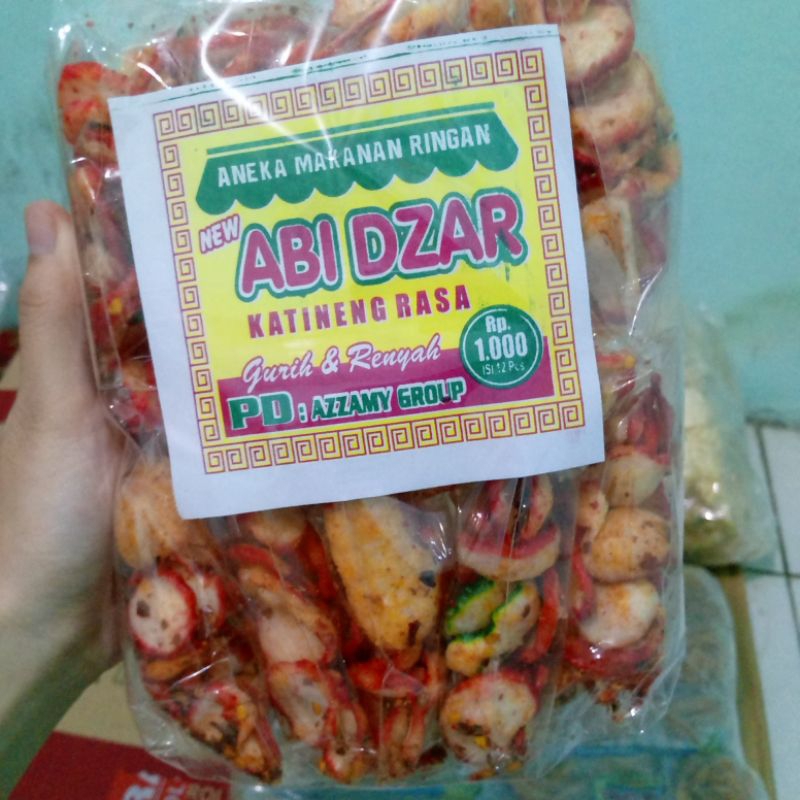 ANEKA MAKANAN RINGAN
NEW
ABI DZAR
KATINENG RASA
Gurih & Renyah
Rp.
1.000
ISI 12 Pcs
PD : AZZAMY GROUP